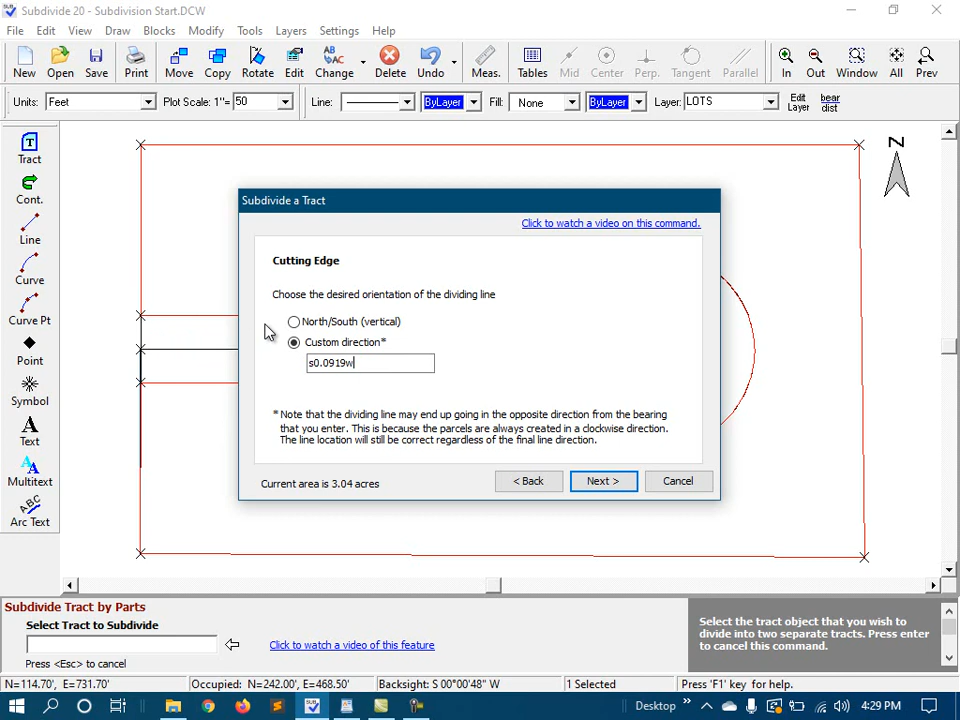 Subdivide 20 - Subdivision Start.DCW
File Edit View Draw Blocks Modify Tools Layers Settings Help
New Open Save Print Move Copy Rotate Edit Change Delete Undo Meas. Tables Mid Center Perp. Tangent Parallel In Out Window All Prev
Units: Feet Plot Scale: 1"= 50 Line: ByLayer Fill: None ByLayer Layer: LOTS Edit Layer bear dist
Tract
Cont.
Line
Curve
Curve Pt
Point
Symbol
Text
Multitext
Arc Text
N
Subdivide a Tract
Click to watch a video on this command.
Cutting Edge
Choose the desired orientation of the dividing line
North/South (vertical)
Custom direction*
s0.0919w
* Note that the dividing line may end up going in the opposite direction from the bearing
that you enter. This is because the parcels are always created in a clockwise direction.
The line location will still be correct regardless of the final line direction.
Current area is 3.04 acres
< Back Next > Cancel
Subdivide Tract by Parts
Select Tract to Subdivide
Click to watch a video of this feature
Press <Esc> to cancel
Select the tract object that you wish to
divide into two separate tracts. Press enter
to cancel this command.
N=114.70', E=731.70' Occupied: N=242.00' E=468.50' Backsight: S 00°00'48" W 1 Selected Press 'F1' key for help.
Desktop 4:29 PM